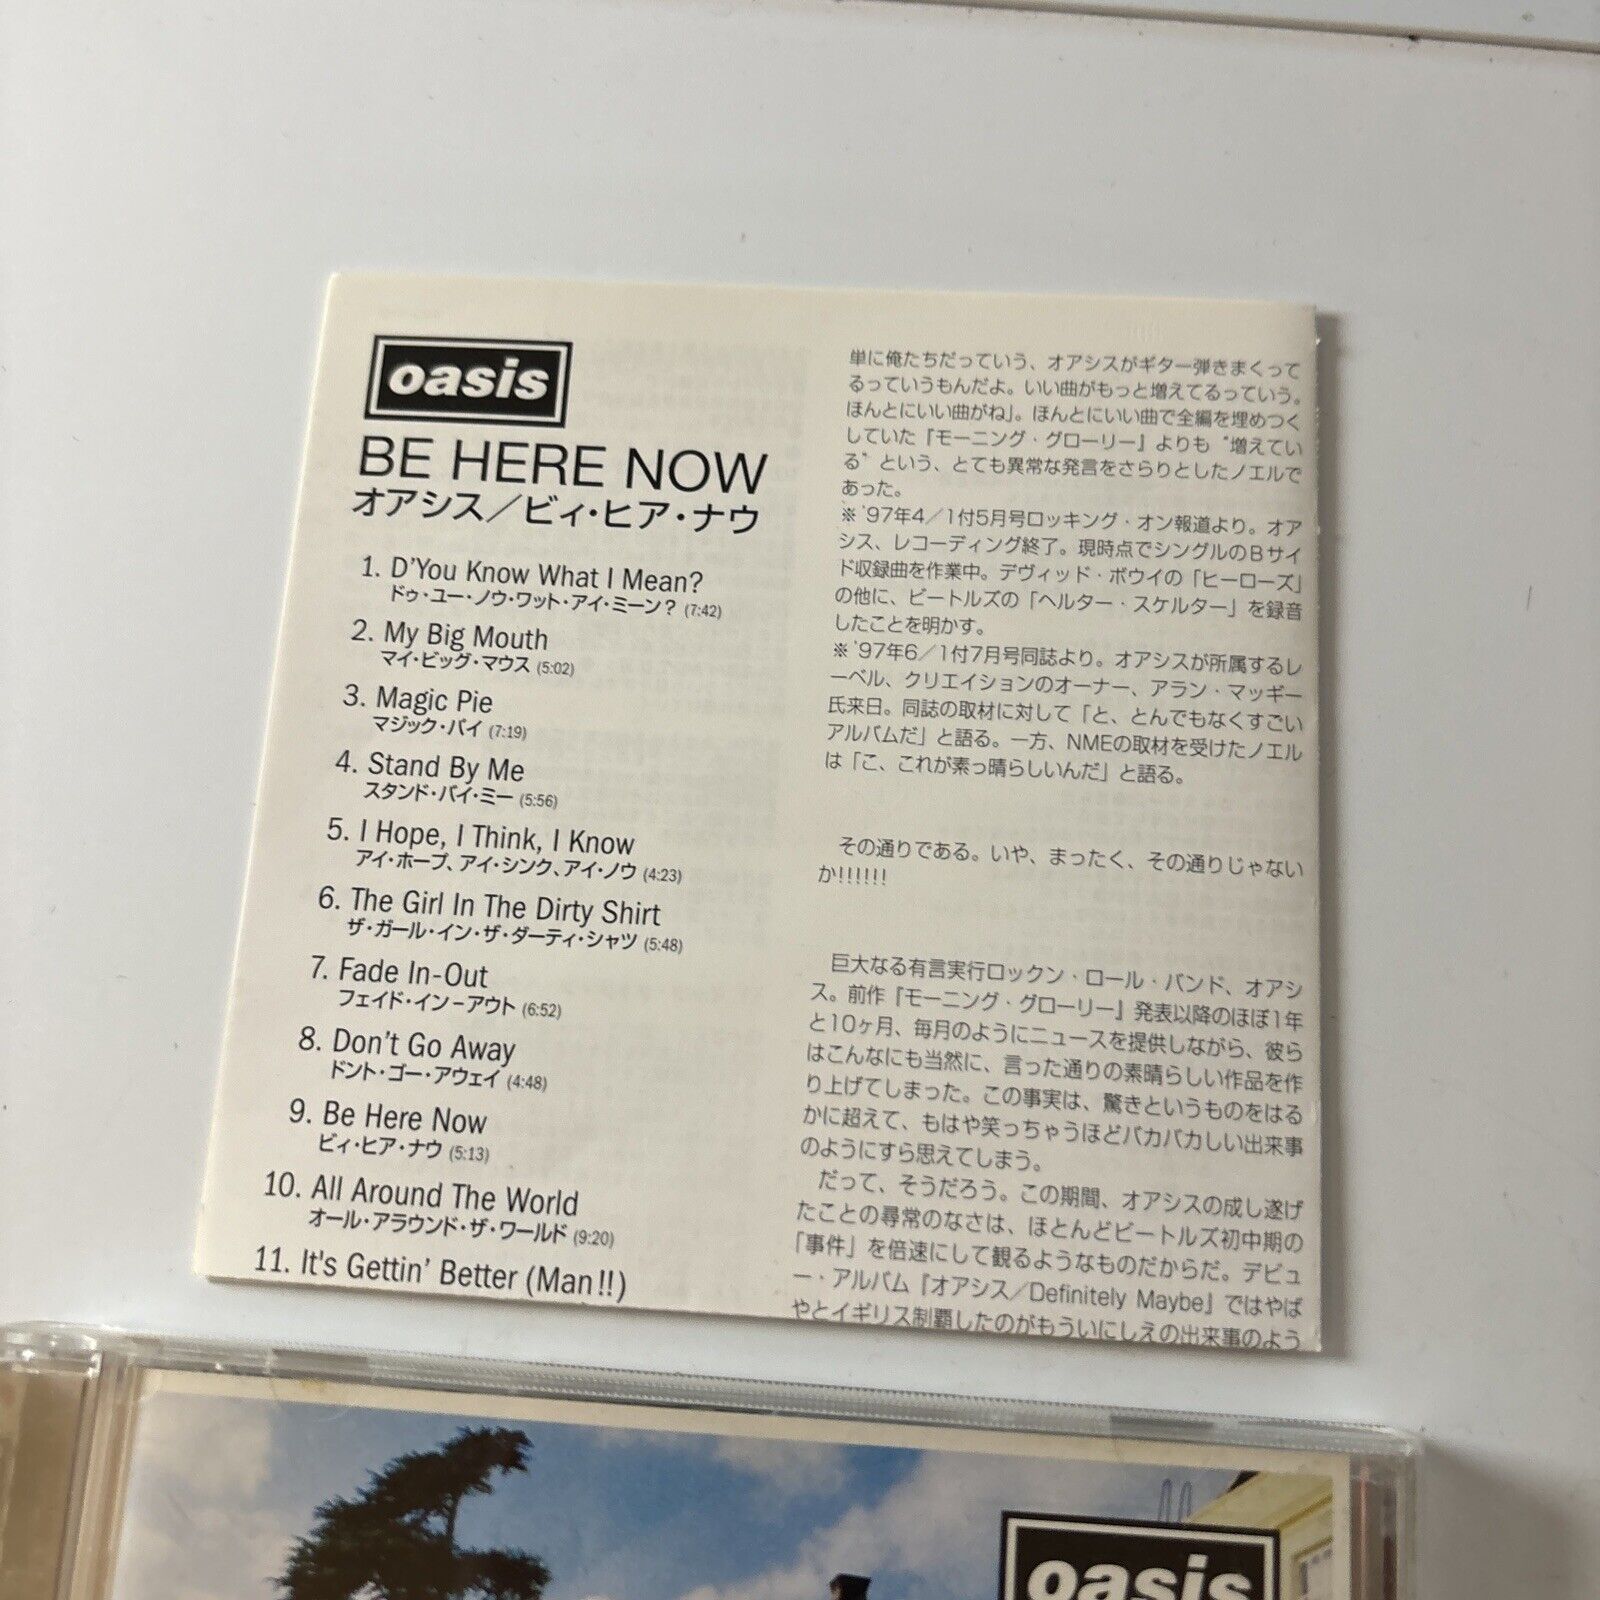 oasis
BE HERE NOW
オアシス／ビィ・ヒア・ナウ
1. D'You Know What I Mean?
ドゥ・ユー・ノウ・ワット・アイ・ミーン? (7:42)
2. My Big Mouth
マイ・ビッグ・マウス (5:02)
3. Magic Pie
マジック・パイ (7:19)
4. Stand By Me
スタンド・バイ・ミー (5:56)
5. I Hope, I Think, I Know
アイ・ホープ、アイ・シンク、アイ・ノウ (4:23)
6. The Girl In The Dirty Shirt
ザ・ガール・イン・ザ・ダーティ・シャツ (5:48)
7. Fade In-Out
フェイド・イン－アウト (6:52)
8. Don't Go Away
ドント・ゴー・アウェイ (4:48)
9. Be Here Now
ビィ・ヒア・ナウ (5:13)
10. All Around The World
オール・アラウンド・ザ・ワールド (9:20)
11. It's Gettin' Better (Man!!)
単に俺たちだっていう、オアシスがギター弾きまくって
るっていうもんだよ。いい曲がもっと増えてるっていう。
ほんとにいい曲がね」。ほんとにいい曲で全編を埋めつく
していた『モーニング・グローリー』よりも〝増えてい
る〟という、とても異常な発言をさらりとしたノエルで
あった。
※'97年4／1付5月号ロッキング・オン報道より。オア
シス、レコーディング終了。現時点でシングルのBサイ
ド収録曲を作業中。デヴィッド・ボウイの「ヒーローズ」
の他に、ビートルズの「ヘルター・スケルター」を録音
したことを明かす。
※'97年6／1付7月号同誌より。オアシスが所属するレ
ーベル、クリエイションのオーナー、アラン・マッギー
氏来日。同誌の取材に対して「と、とんでもなくすごい
アルバムだ」と語る。一方、NMEの取材を受けたノエル
は「こ、これが素っ晴らしいんだ」と語る。
その通りである。いや、まったく、その通りじゃない
か!!!!!!
巨大なる有言実行ロックン・ロール・バンド、オアシ
ス。前作『モーニング・グローリー』発表以降のほぼ1年
と10ヶ月、毎月のようにニュースを提供しながら、彼ら
はこんなにも当然に、言った通りの素晴らしい作品を作
り上げてしまった。この事実は、驚きというものをはる
かに超えて、もはや笑っちゃうほどバカバカしい出来事
のようにすら思えてしまう。
だって、そうだろう。この期間、オアシスの成し遂げ
たことの尋常のなさは、ほとんどビートルズ初中期の
「事件」を倍速にして観るようなものだからだ。デビュ
ー・アルバム『オアシス／Definitely Maybe』ではやば
やとイギリス制覇したのがもういにしえの出来事のよう
oasis